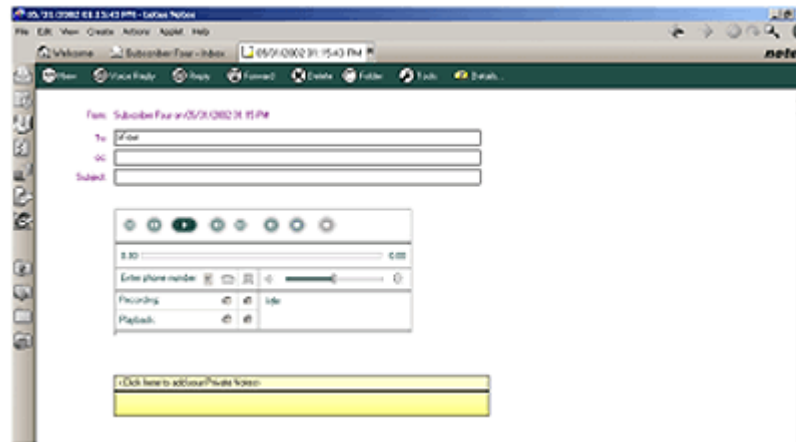 05/31/2002 01:15:43 PM - Lotus Notes
File Edit View Create Actions Applet Help
Welcome Subscriber Four - Inbox 05/31/2002 01:15:43 PM
notes
New Voice Reply Reply Forward Delete Folder Tools Details...
From: Subscriber Four on 05/31/2002 01:15 PM
To:
cc:
Subject:
0.00 0.00
Enter phone number
Recording: Idle
Playback:
<Click here to add your Private Notes>